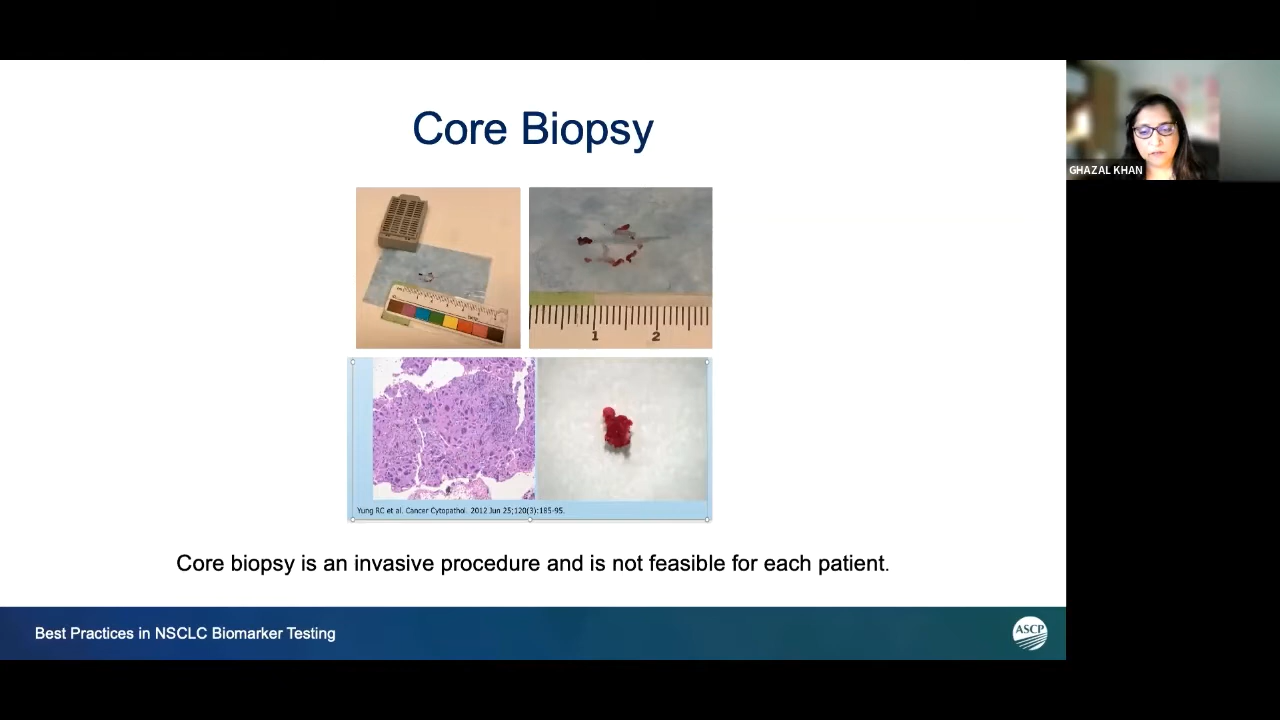 Core Biopsy
GHAZAL KHAN
1 2
Yung RC et al. Cancer Cytopathol. 2012 Jun 25;120(3):185-95.
Core biopsy is an invasive procedure and is not feasible for each patient.
Best Practices in NSCLC Biomarker Testing
ASCP